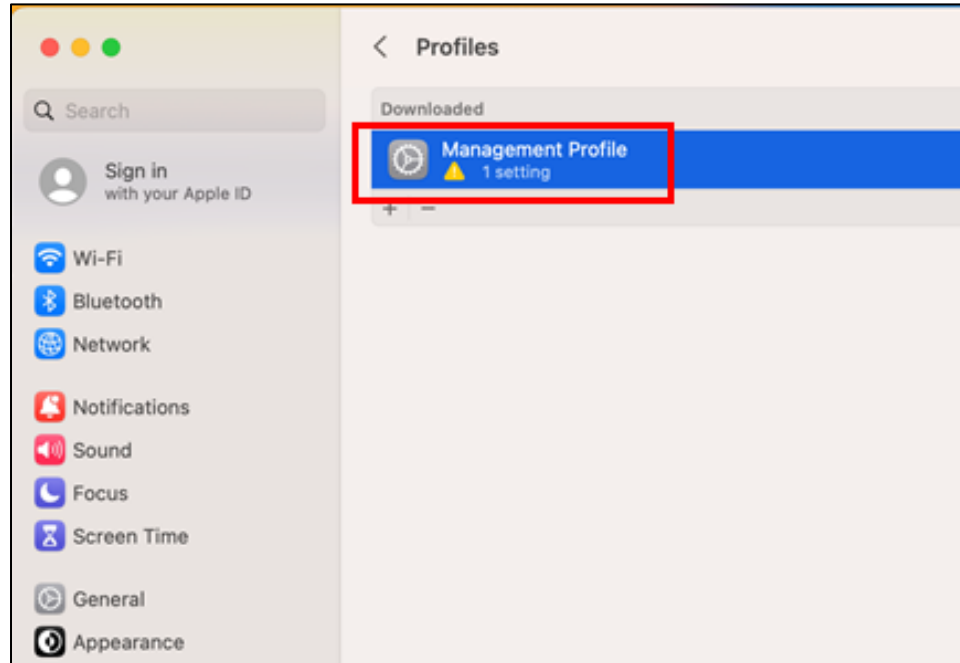 Profiles
Search
Downloaded
Management Profile
1 setting
+ −
Sign in
with your Apple ID
Wi-Fi
Bluetooth
Network
Notifications
Sound
Focus
Screen Time
General
Appearance